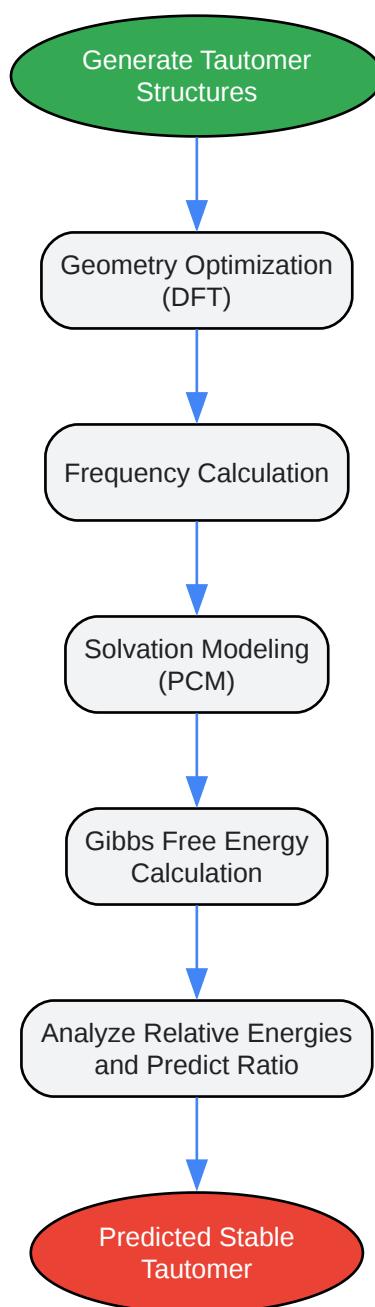 Generate Tautomer
Structures
Geometry Optimization
(DFT)
Frequency Calculation
Solvation Modeling
(PCM)
Gibbs Free Energy
Calculation
Analyze Relative Energies
and Predict Ratio
Predicted Stable
Tautomer